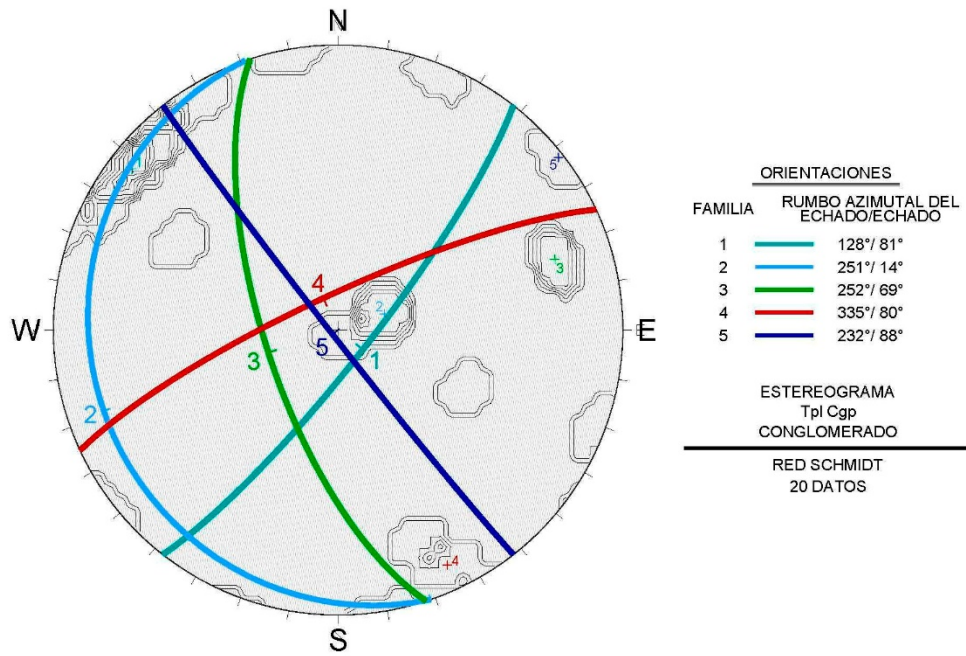 N
W
E
S
1
2
3
4
5
1
2
3
4
5
ORIENTACIONES
FAMILIA RUMBO AZIMUTAL DEL ECHADO/ECHADO
1 128°/ 81°
2 251°/ 14°
3 252°/ 69°
4 335°/ 80°
5 232°/ 88°
ESTEREOGRAMA
Tpl Cgp
CONGLOMERADO
RED SCHMIDT
20 DATOS